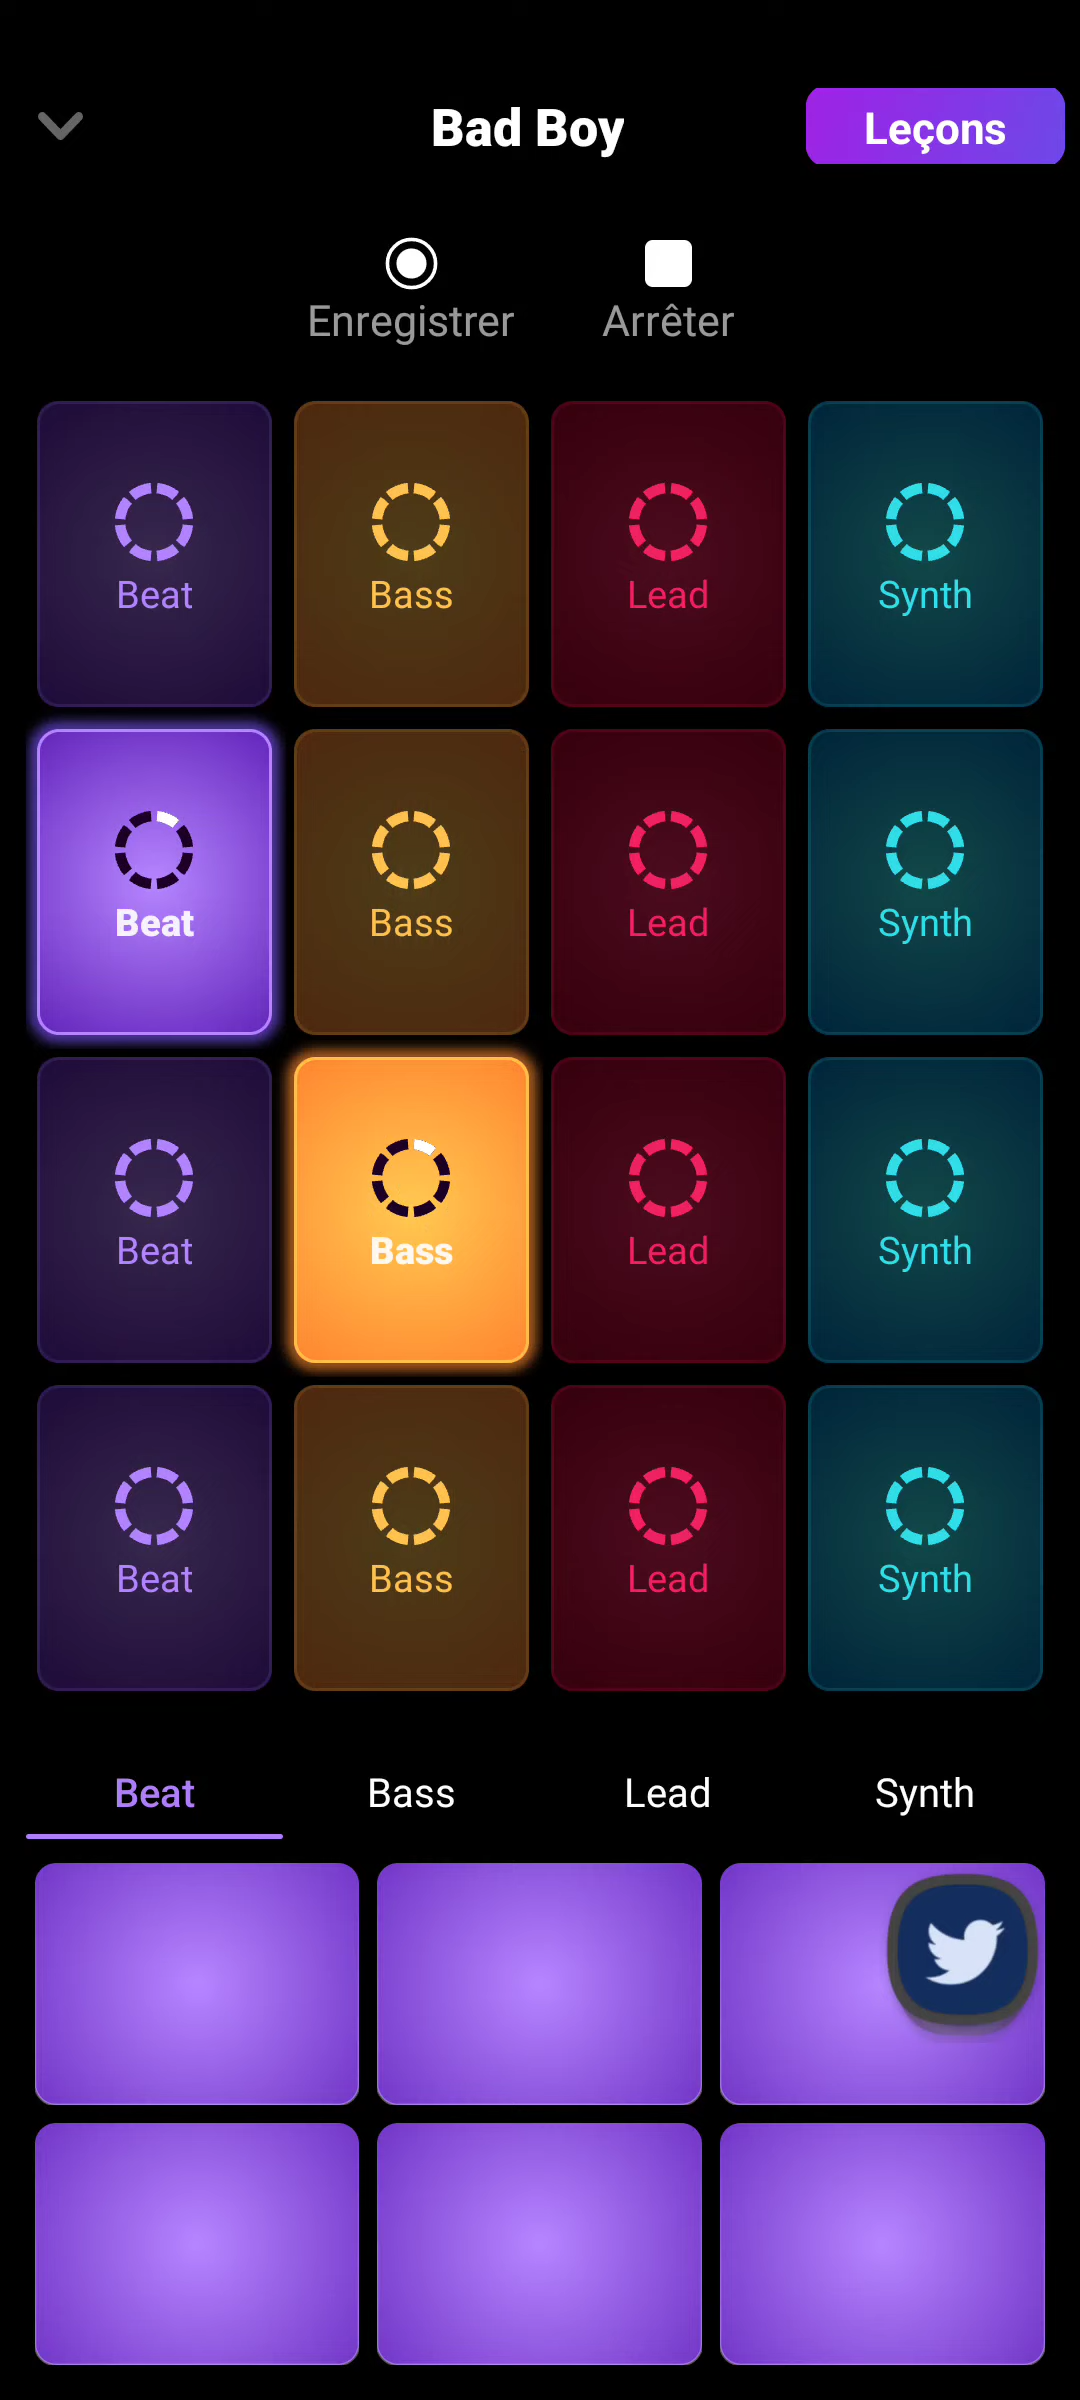 Bad Boy
Leçons
Enregistrer
Arrêter
Beat
Bass
Lead
Synth
Beat
Bass
Lead
Synth
Beat
Bass
Lead
Synth
Beat
Bass
Lead
Synth
Beat
Bass
Lead
Synth